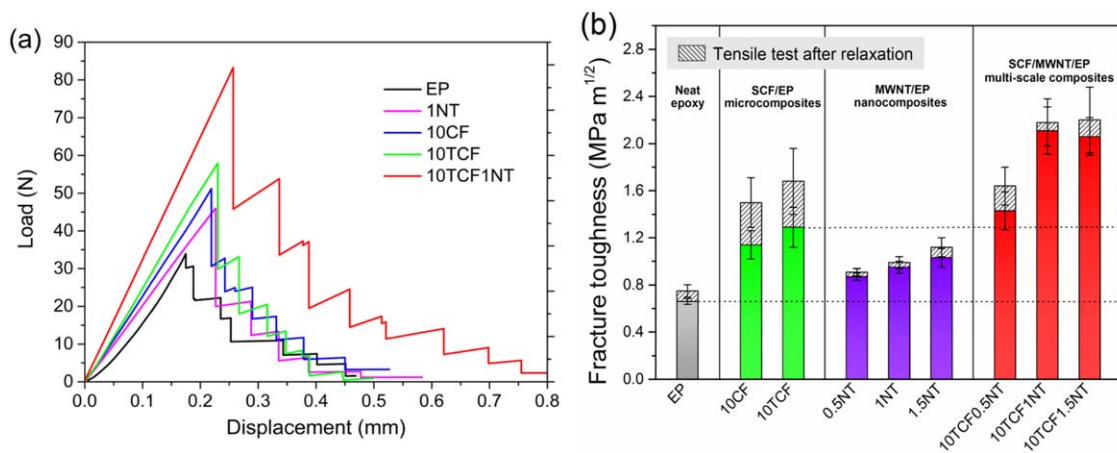 (a)
90
80
70
60
50
40
30
20
10
0
Load (N)
0.0 0.1 0.2 0.3 0.4 0.5 0.6 0.7 0.8
Displacement (mm)
EP
1NT
10CF
10TCF
10TCF1NT
(b)
Fracture toughness (MPa m^1/2)
2.8
2.4
2.0
1.6
1.2
0.8
0.4
0.0
Tensile test after relaxation
Neat
epoxy
SCF/EP
microcomposites
MWNT/EP
nanocomposites
SCF/MWNT/EP
multi-scale composites
EP
10CF
10TCF
0.5NT
1NT
1.5NT
10TCF0.5NT
10TCF1NT
10TCF1.5NT